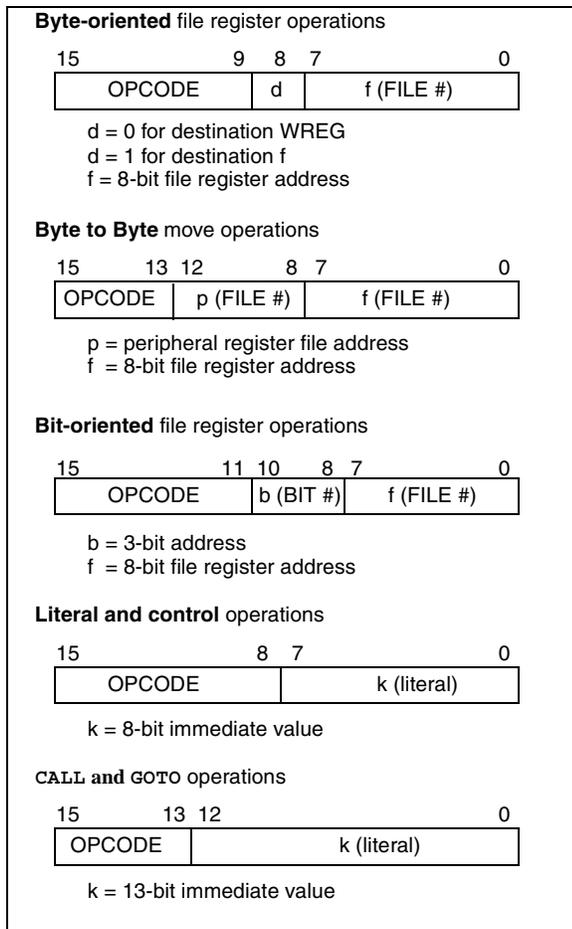 Byte-oriented file register operations
15 9 8 7 0
OPCODE d f (FILE #)
d = 0 for destination WREG
d = 1 for destination f
f = 8-bit file register address
Byte to Byte move operations
15 13 12 8 7 0
OPCODE p (FILE #) f (FILE #)
p = peripheral register file address
f = 8-bit file register address
Bit-oriented file register operations
15 11 10 8 7 0
OPCODE b (BIT #) f (FILE #)
b = 3-bit address
f = 8-bit file register address
Literal and control operations
15 8 7 0
OPCODE k (literal)
k = 8-bit immediate value
CALL and GOTO operations
15 13 12 0
OPCODE k (literal)
k = 13-bit immediate value